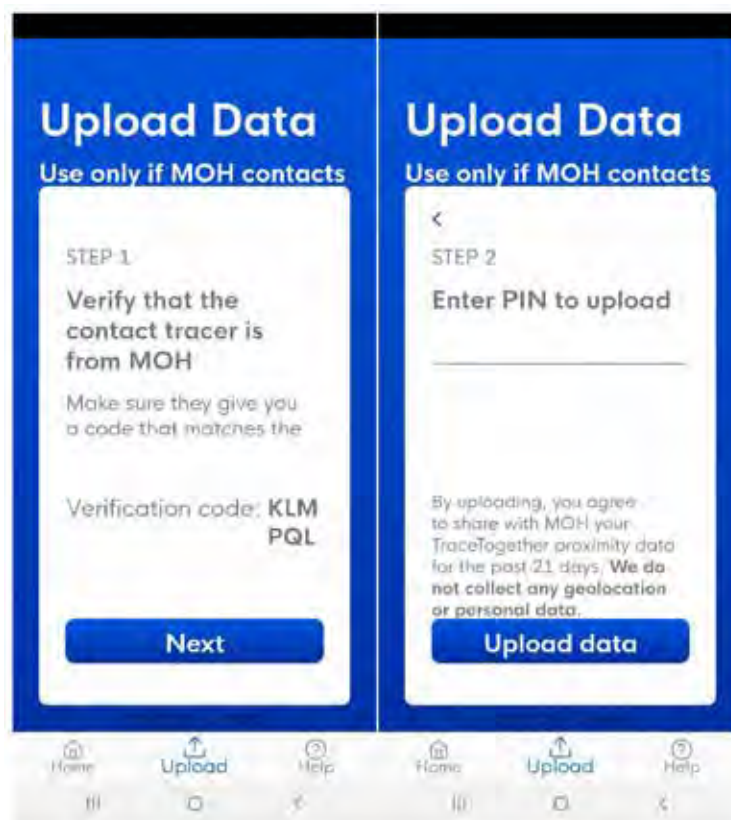 Upload Data
Use only if MOH contacts
STEP 1
Verify that the
contact tracer is
from MOH
Make sure they give you
a code that matches the
Verification code: KLM
PQL
Next
Home
Upload
Help
Upload Data
Use only if MOH contacts
STEP 2
Enter PIN to upload
By uploading, you agree
to share with MOH your
TraceTogether proximity data
for the past 21 days. We do
not collect any geolocation
or personal data.
Upload data
Home
Upload
Help